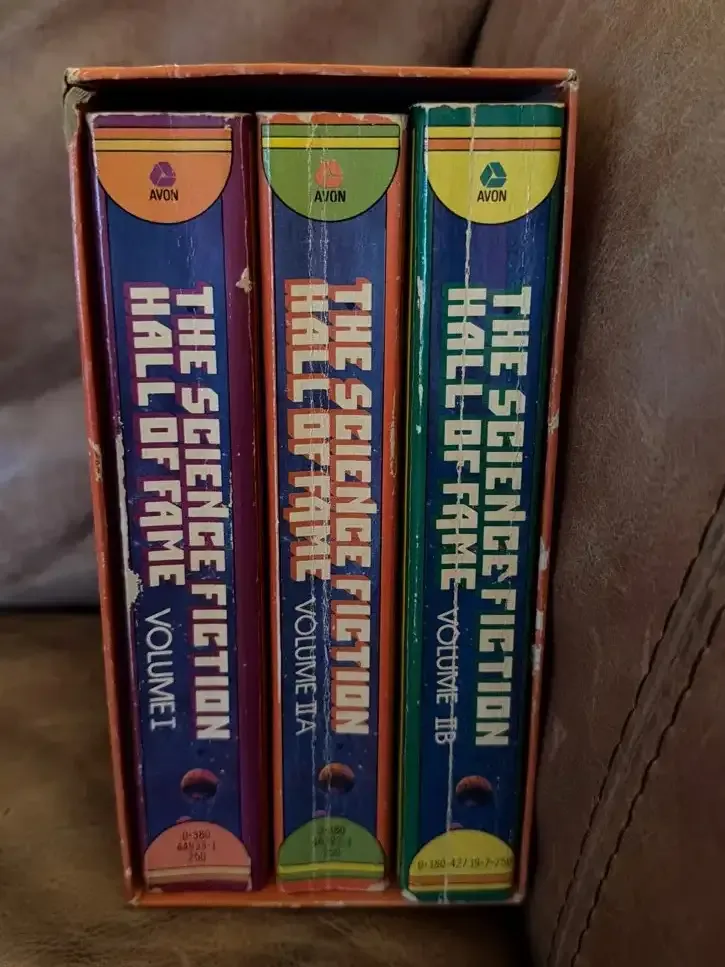 AVON
THE SCIENCE FICTION
HALL OF FAME VOLUME I
AVON
THE SCIENCE FICTION
HALL OF FAME VOLUME IIA
250
AVON
THE SCIENCE FICTION
HALL OF FAME VOLUME IIB